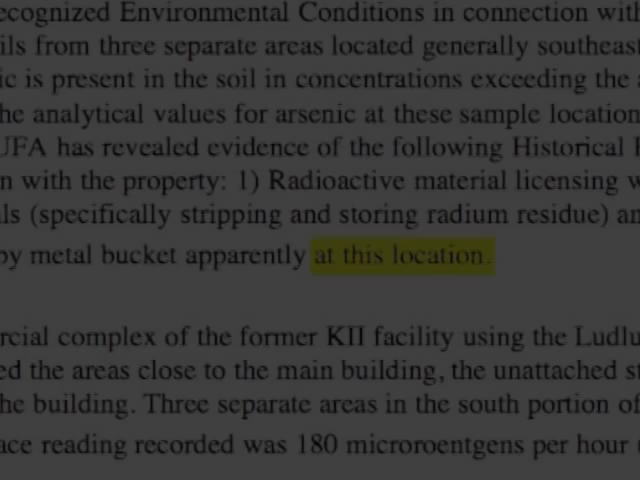 ecognized Environmental Conditions in connection with
ils from three separate areas located generally southeast
ic is present in the soil in concentrations exceeding the
he analytical values for arsenic at these sample location
UFA has revealed evidence of the following Historical
n with the property: 1) Radioactive material licensing w
ls (specifically stripping and storing radium residue) an
by metal bucket apparently at this location.
rcial complex of the former KII facility using the Ludlu
ed the areas close to the main building, the unattached st
he building. Three separate areas in the south portion of
ace reading recorded was 180 microroentgens per hour